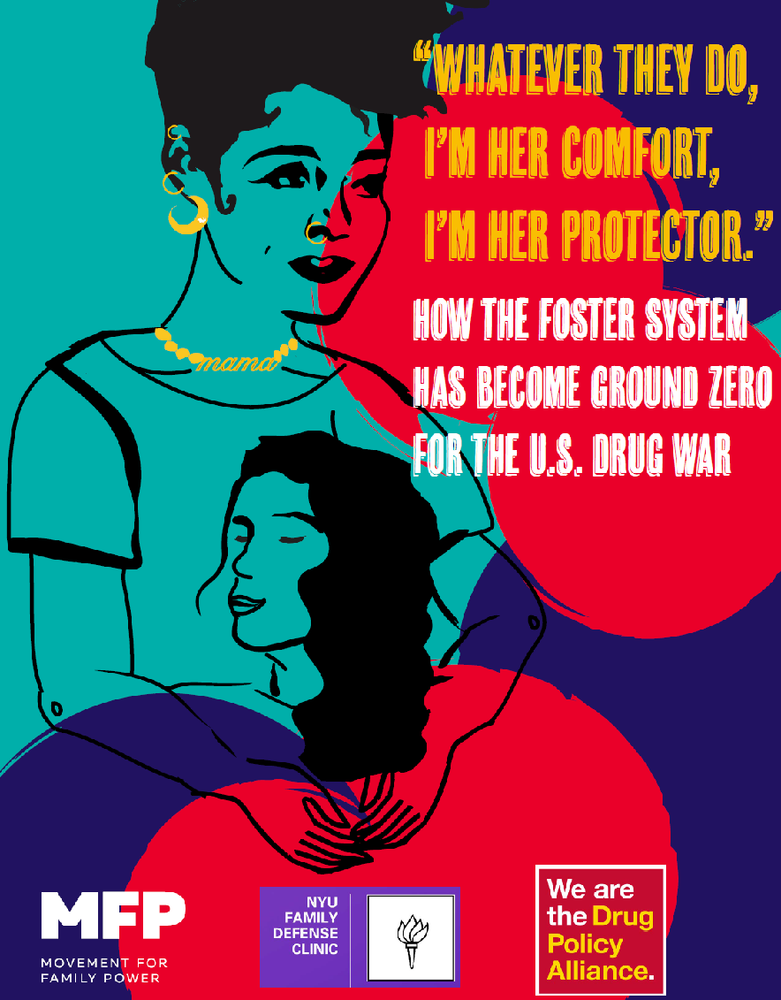 “WHATEVER THEY DO,
I’M HER COMFORT,
I’M HER PROTECTOR.”
HOW THE FOSTER SYSTEM
HAS BECOME GROUND ZERO
FOR THE U.S. DRUG WAR
mama
MFP
MOVEMENT FOR
FAMILY POWER
NYU
FAMILY
DEFENSE
CLINIC
We are
the Drug
Policy
Alliance.